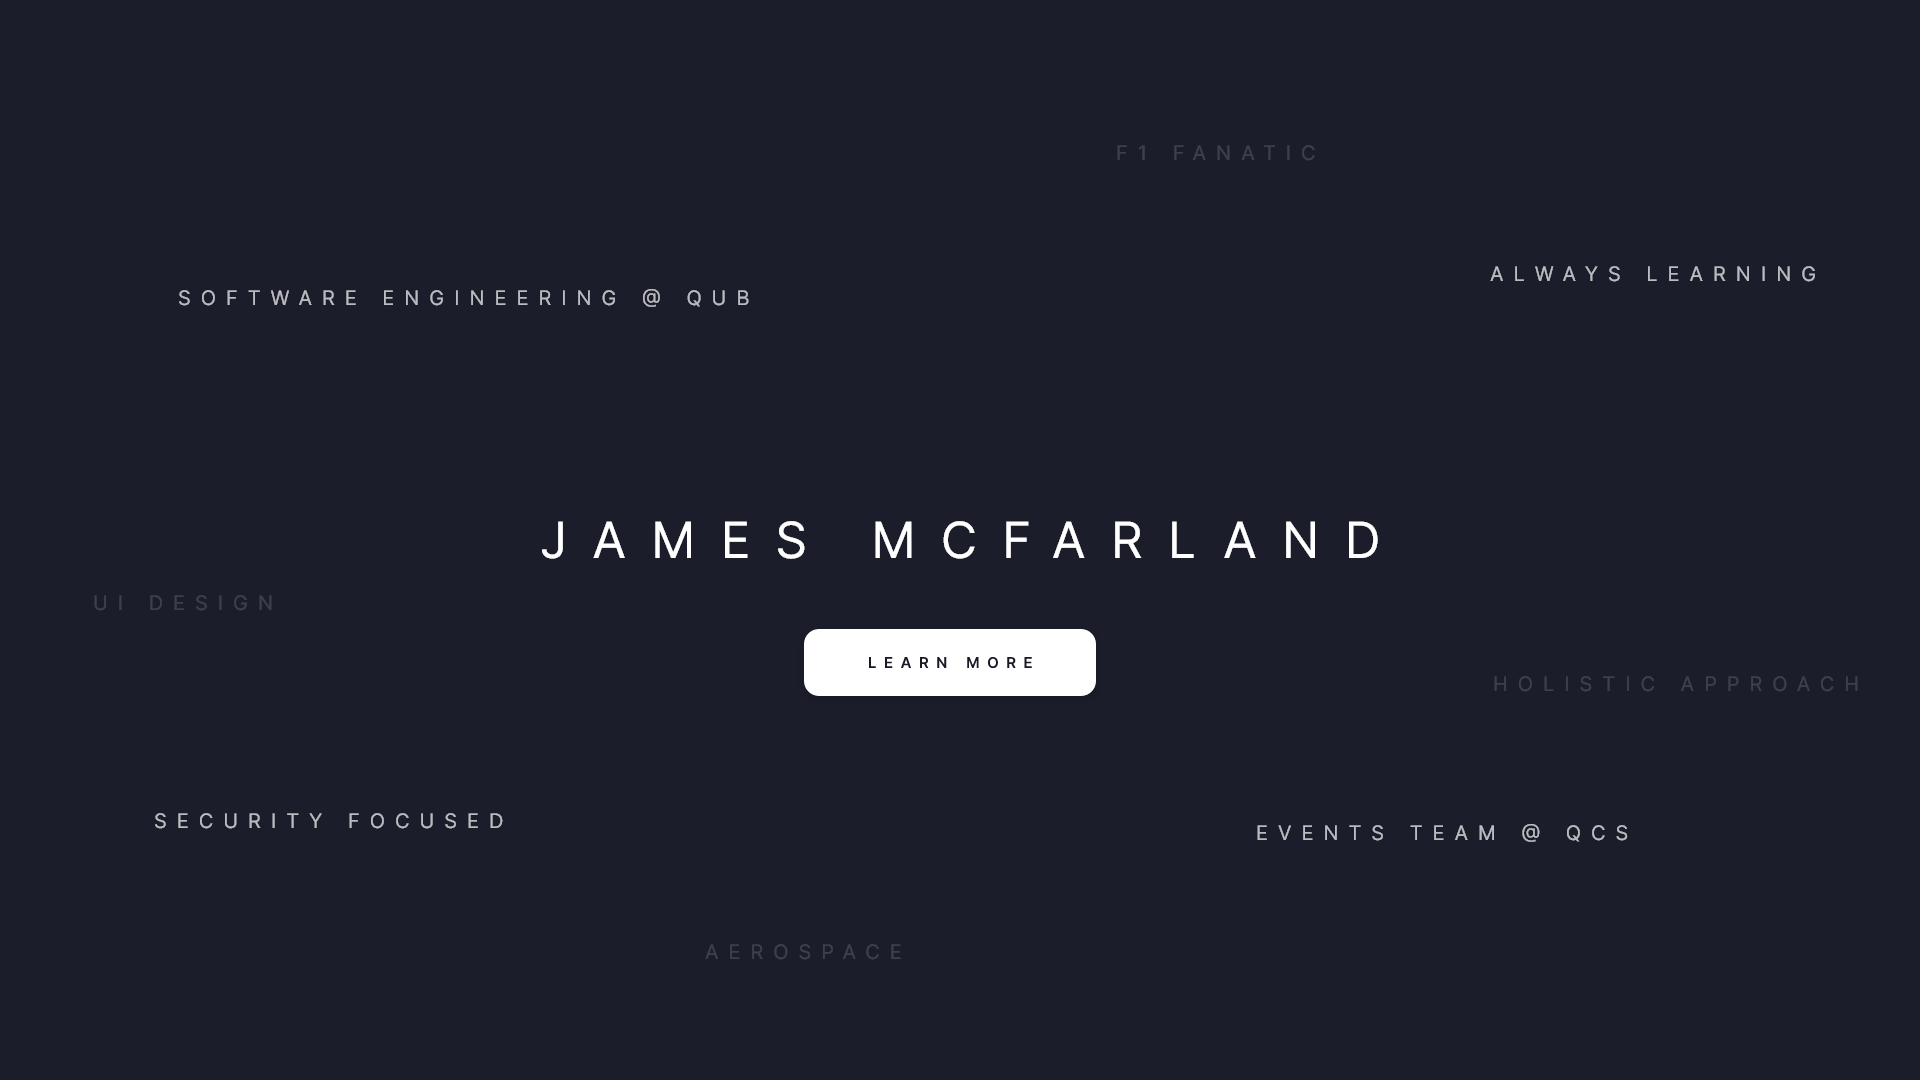 F1 FANATIC
ALWAYS LEARNING
SOFTWARE ENGINEERING @ QUB
JAMES MCFARLAND
UI DESIGN
LEARN MORE
HOLISTIC APPROACH
SECURITY FOCUSED
EVENTS TEAM @ QCS
AEROSPACE